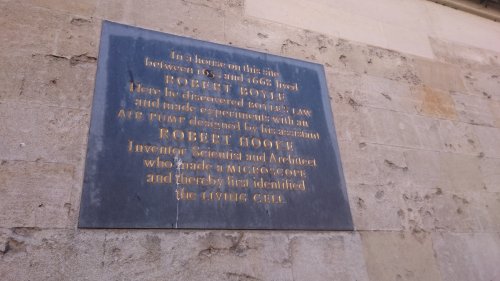 In a house on this site
between 1655 and 1668 lived
ROBERT BOYLE
Here he discovered BOYLE'S LAW
and made experiments with an
AIR PUMP designed by his assistant
ROBERT HOOKE
Inventor Scientist and Architect
who made a MICROSCOPE
and thereby first identified
the LIVING CELL